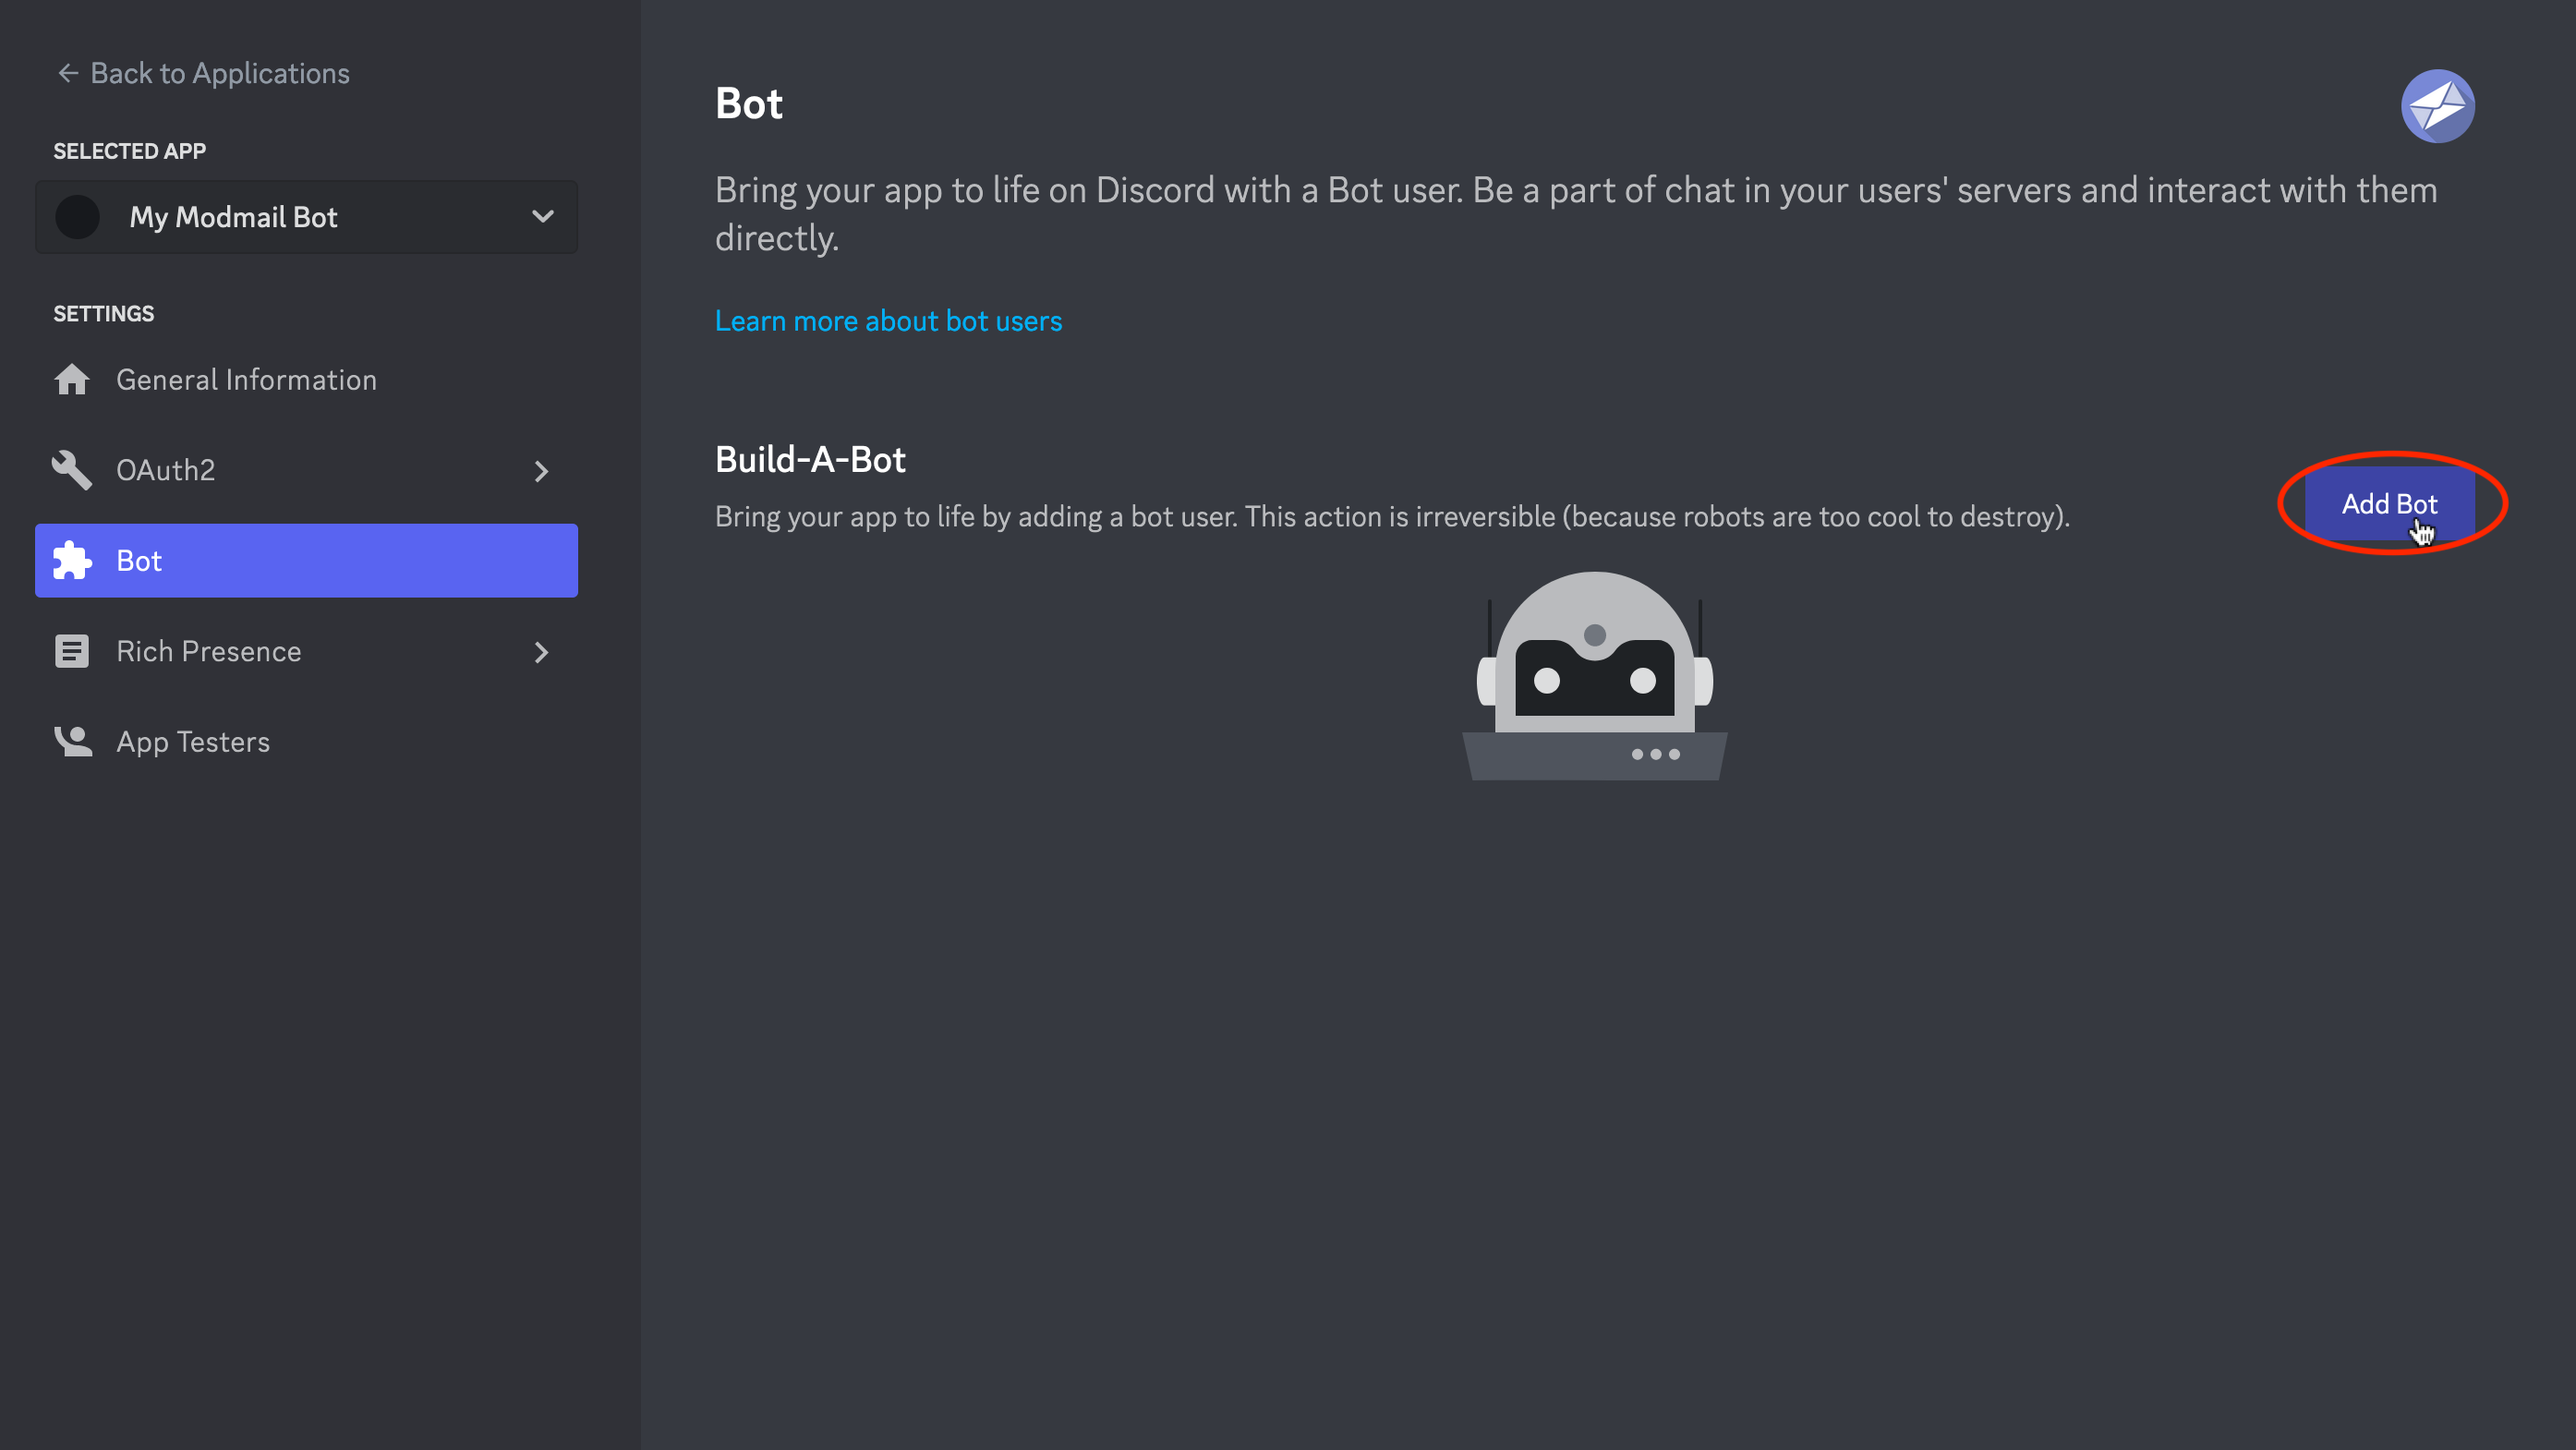 Back to Applications
SELECTED APP
My Modmail Bot
SETTINGS
General Information
OAuth2
Bot
Rich Presence
App Testers
Bot
Bring your app to life on Discord with a Bot user. Be a part of chat in your users' servers and interact with them
directly.
Learn more about bot users
Build-A-Bot
Bring your app to life by adding a bot user. This action is irreversible (because robots are too cool to destroy).
Add Bot